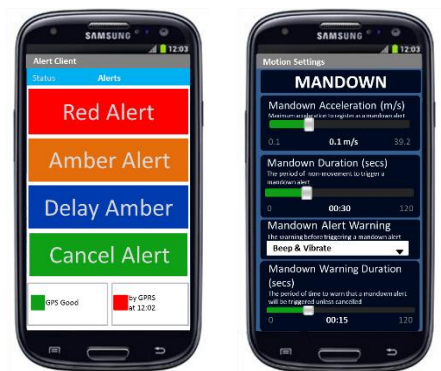 SAMSUNG
12:03
Alert Client
Status Alerts
Red Alert
Amber Alert
Delay Amber
Cancel Alert
GPS Good
by GPRS
at 12:02
SAMSUNG
12:03
Motion Settings
MANDOWN
Mandown Acceleration (m/s)
Maximum acceleration to register as a mandown alert
0.1 0.1 m/s 39.2
Mandown Duration (secs)
The period of non-movement to trigger a
mandown alert
0 00:30 120
Mandown Alert Warning
The warning before triggering a mandown alert
Beep & Vibrate
Mandown Warning Duration
(secs)
The period of time to warn that a mandown alert
will be triggered unless cancelled
0 00:15 120